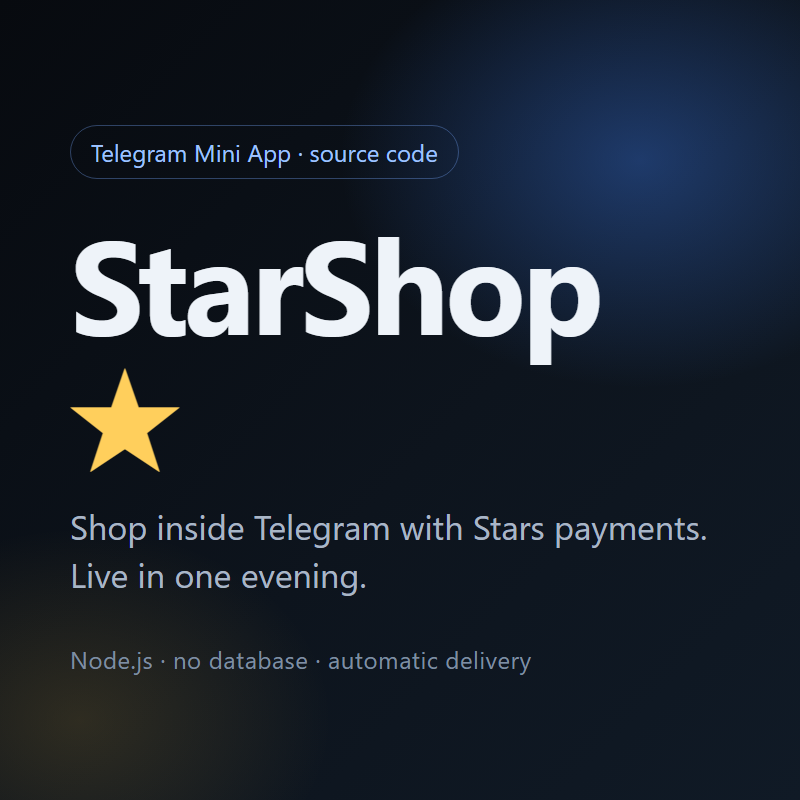 Telegram Mini App · source code
StarShop
Shop inside Telegram with Stars payments.
Live in one evening.
Node.js · no database · automatic delivery